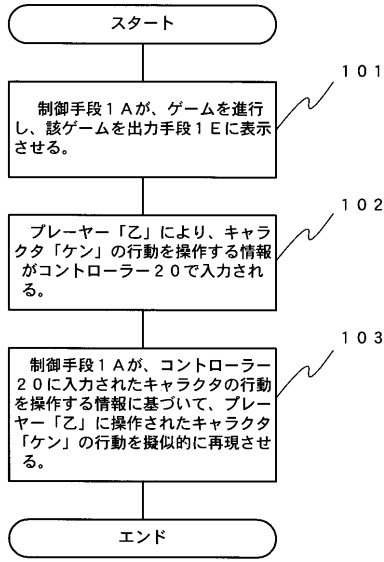 スタート
101
制御手段1Aが、ゲームを進行
し、該ゲームを出力手段1Eに表示
させる。
102
プレーヤー「乙」により、キャラ
クタ「ケン」の行動を操作する情報
がコントローラー20で入力され
る。
103
制御手段1Aが、コントローラー
20に入力されたキャラクタの行動
を操作する情報に基づいて、プレー
ヤー「乙」に操作されたキャラクタ
「ケン」の行動を擬似的に再現させ
る。
エンド